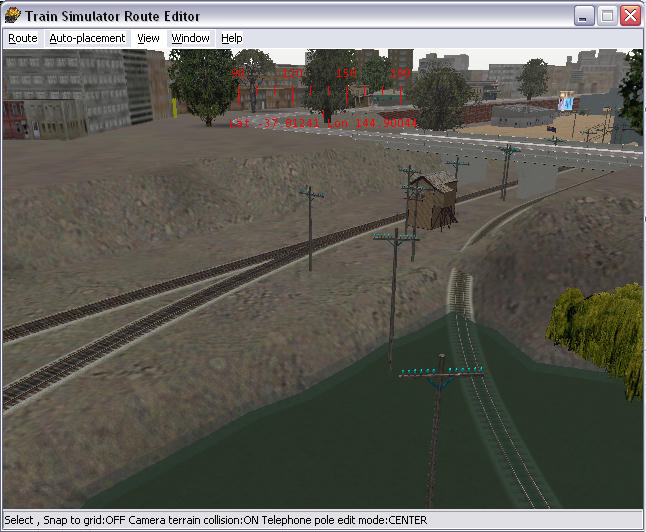 Train Simulator Route Editor
Route Auto-placement View Window Help
Select , Snap to grid:OFF Camera terrain collision:ON Telephone pole edit mode:CENTER